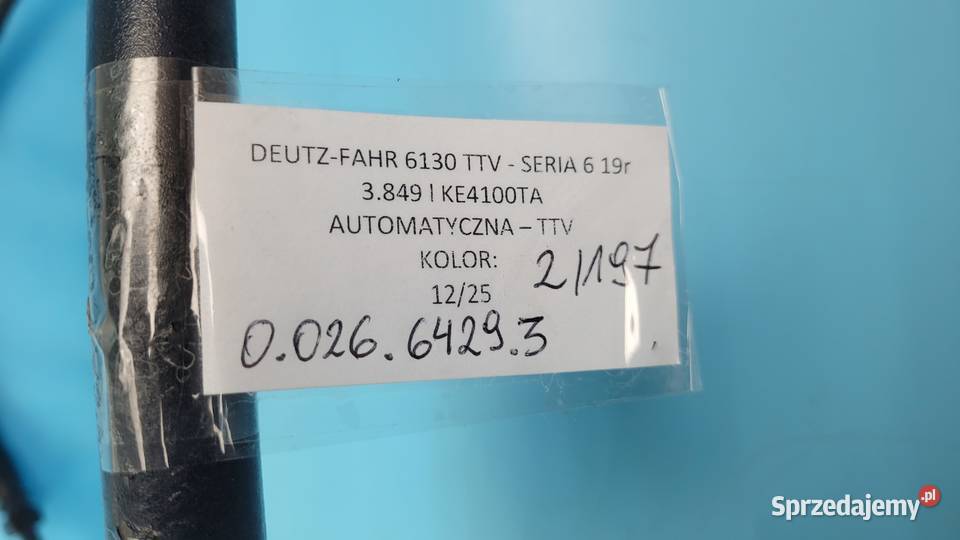 DEUTZ-FAHR 6130 TTV - SERIA 6 19r
3.849 l KE4100TA
AUTOMATYCZNA – TTV
KOLOR:
2/197
12/25
0.026.6429.3
Sprzedajemy.pl